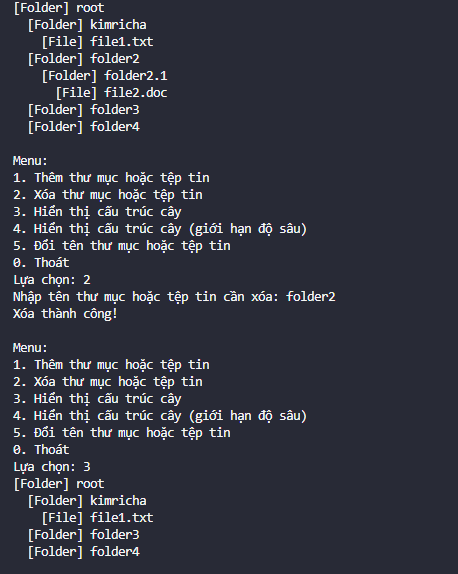 [Folder] root
[Folder] kimricha
[File] file1.txt
[Folder] folder2
[Folder] folder2.1
[File] file2.doc
[Folder] folder3
[Folder] folder4
Menu:
1. Thêm thư mục hoặc tệp tin
2. Xóa thư mục hoặc tệp tin
3. Hiển thị cấu trúc cây
4. Hiển thị cấu trúc cây (giới hạn độ sâu)
5. Đổi tên thư mục hoặc tệp tin
0. Thoát
Lựa chọn: 2
Nhập tên thư mục hoặc tệp tin cần xóa: folder2
Xóa thành công!
Menu:
1. Thêm thư mục hoặc tệp tin
2. Xóa thư mục hoặc tệp tin
3. Hiển thị cấu trúc cây
4. Hiển thị cấu trúc cây (giới hạn độ sâu)
5. Đổi tên thư mục hoặc tệp tin
0. Thoát
Lựa chọn: 3
[Folder] root
[Folder] kimricha
[File] file1.txt
[Folder] folder3
[Folder] folder4